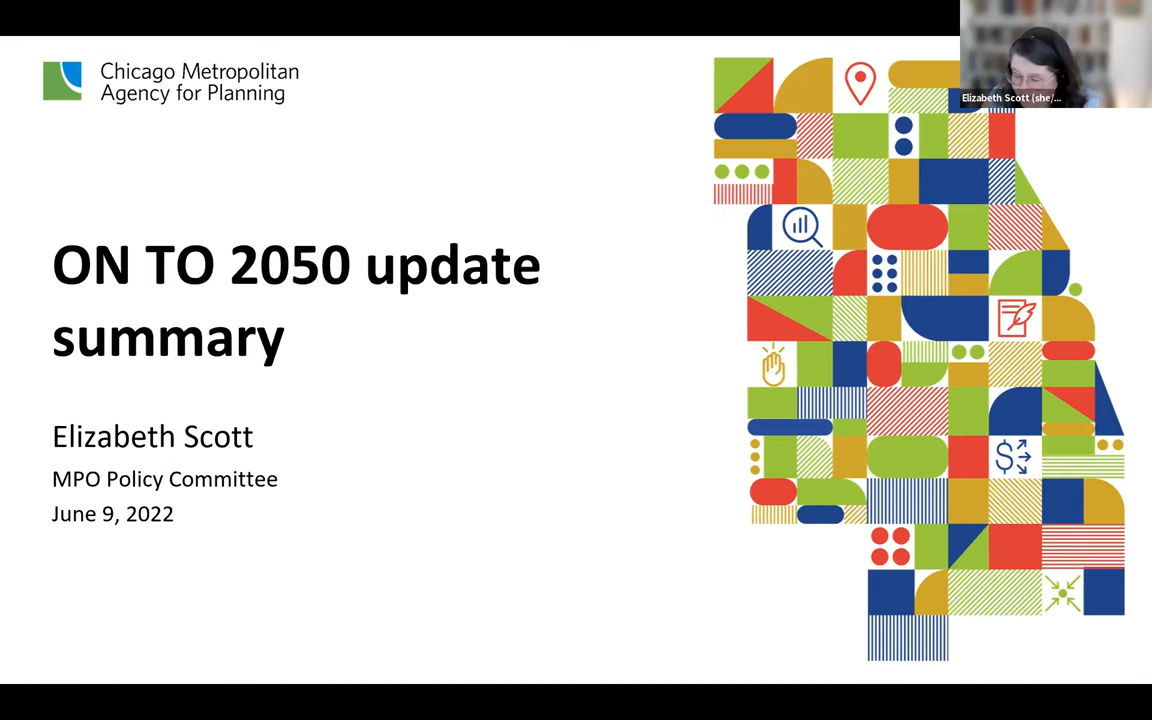 Chicago Metropolitan
Agency for Planning
Elizabeth Scott (she/...
ON TO 2050 update
summary
Elizabeth Scott
MPO Policy Committee
June 9, 2022